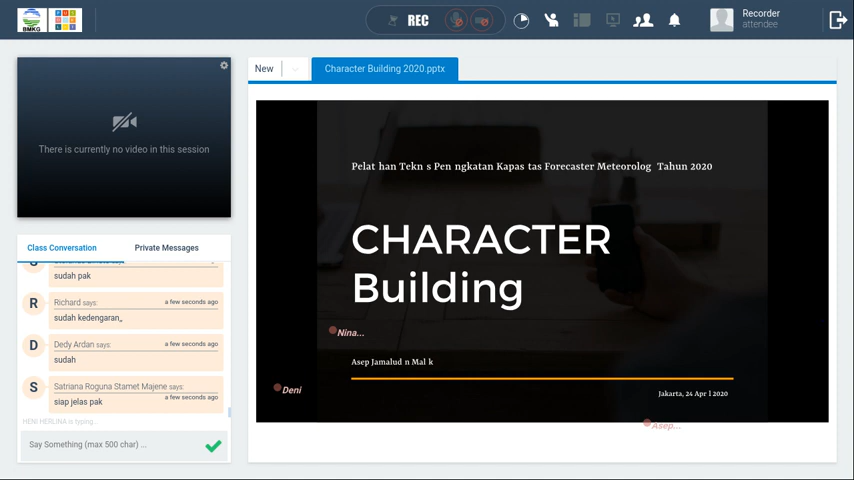 BMKG
REC
Recorder
attendee
There is currently no video in this session
New
Character Building 2020.pptx
Class Conversation
Private Messages
sudah pak
Richard says:
a few seconds ago
sudah kedengaran_
Dedy Ardan says:
a few seconds ago
sudah
Satriana Roguna Stamet Majene says:
a few seconds ago
siap jelas pak
HENI HERLINA is typing...
Say Something (max 500 char) ...
Pelat han Tekn s Pen ngkatan Kapas tas Forecaster Meteorolog Tahun 2020
CHARACTER
Building
Nina...
Asep Jamalud n Mal k
Deni
Jakarta, 24 Apr l 2020
Asep...